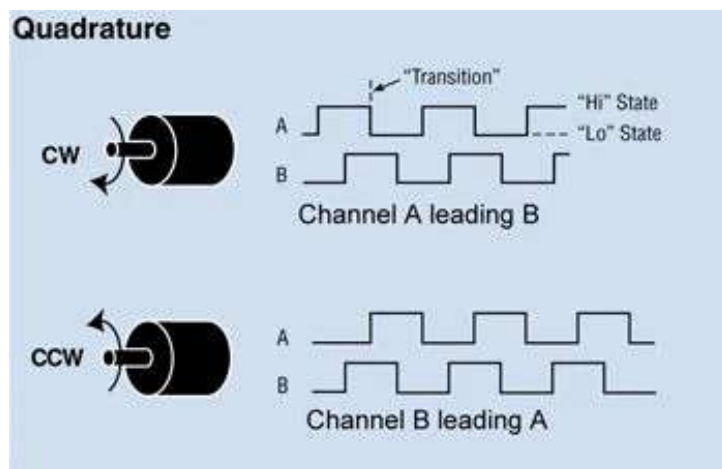 Quadrature
"Transition"
A
"Hi" State
"Lo" State
CW
B
Channel A leading B
A
CCW
B
Channel B leading A